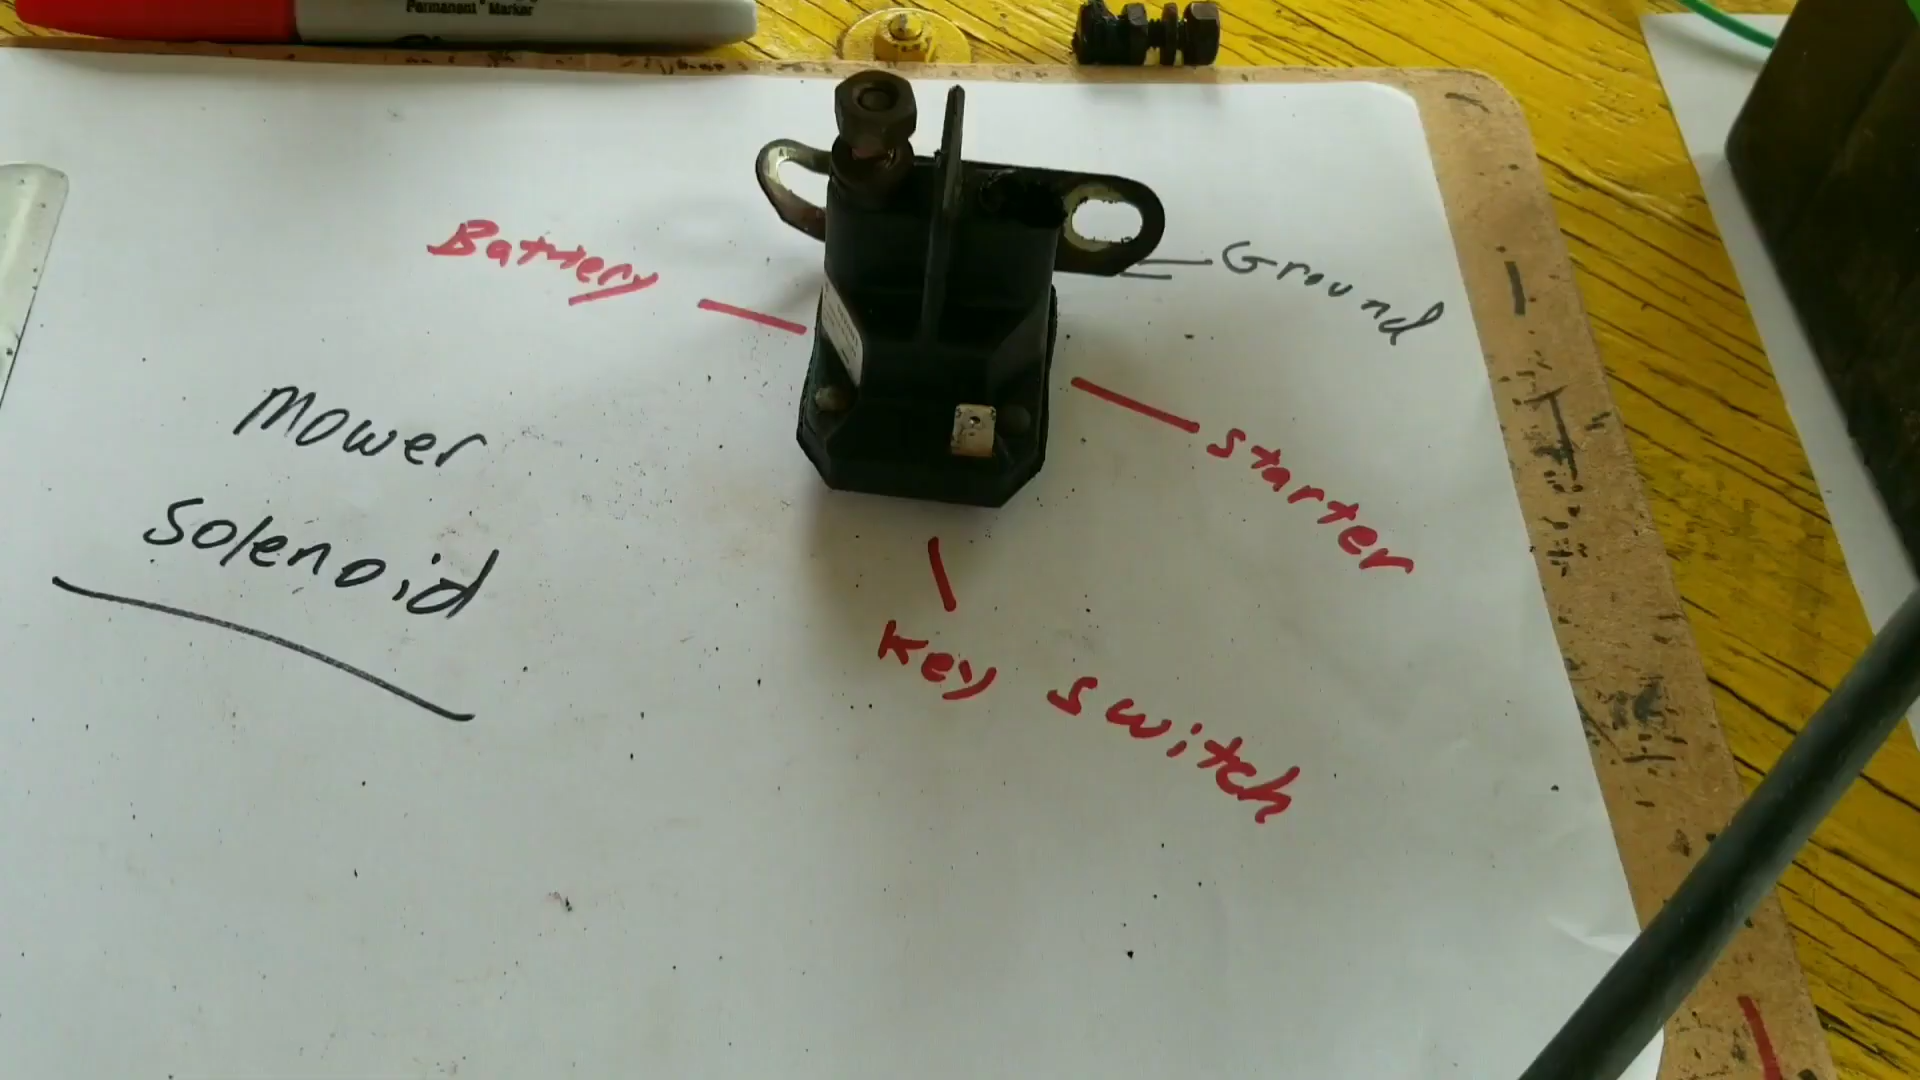 Permanent Marker
Battery
Ground
mower
solenoid
starter
Key switch